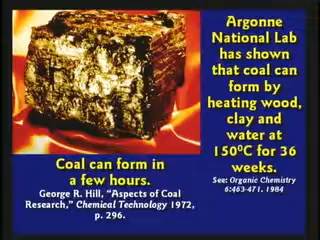 Coal can form in
a few hours.
George R. Hill, "Aspects of Coal
Research," Chemical Technology 1972,
p. 296.
Argonne
National Lab
has shown
that coal can
form by
heating wood,
clay and
water at
150⁰C for 36
weeks.
See: Organic Chemistry
6:463-471. 1984